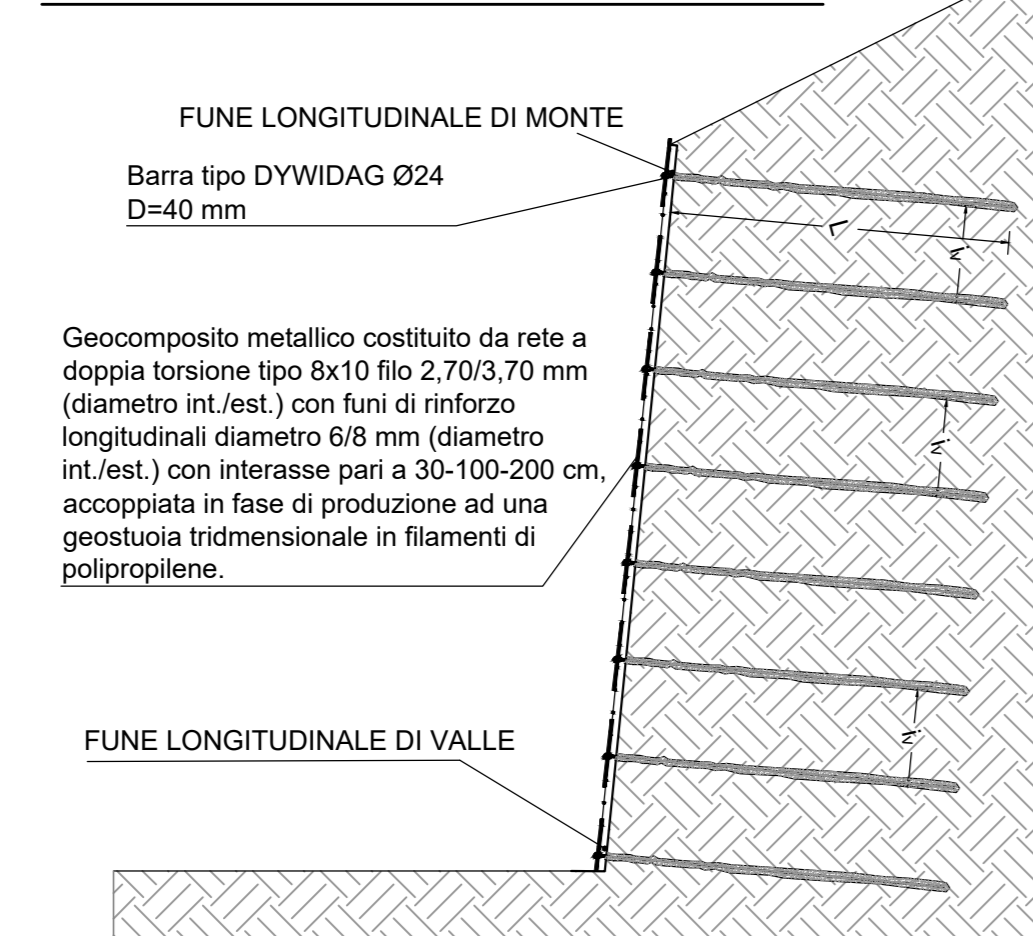 FUNE LONGITUDINALE DI MONTE
Barra tipo DYWIDAG Ø24
D=40 mm
L
iv
Geocomposito metallico costituito da rete a
doppia torsione tipo 8x10 filo 2,70/3,70 mm
(diametro int./est.) con funi di rinforzo
longitudinali diametro 6/8 mm (diametro
int./est.) con interasse pari a 30-100-200 cm,
accoppiata in fase di produzione ad una
geostuoia tridmensionale in filamenti di
polipropilene.
iv
FUNE LONGITUDINALE DI VALLE
iv